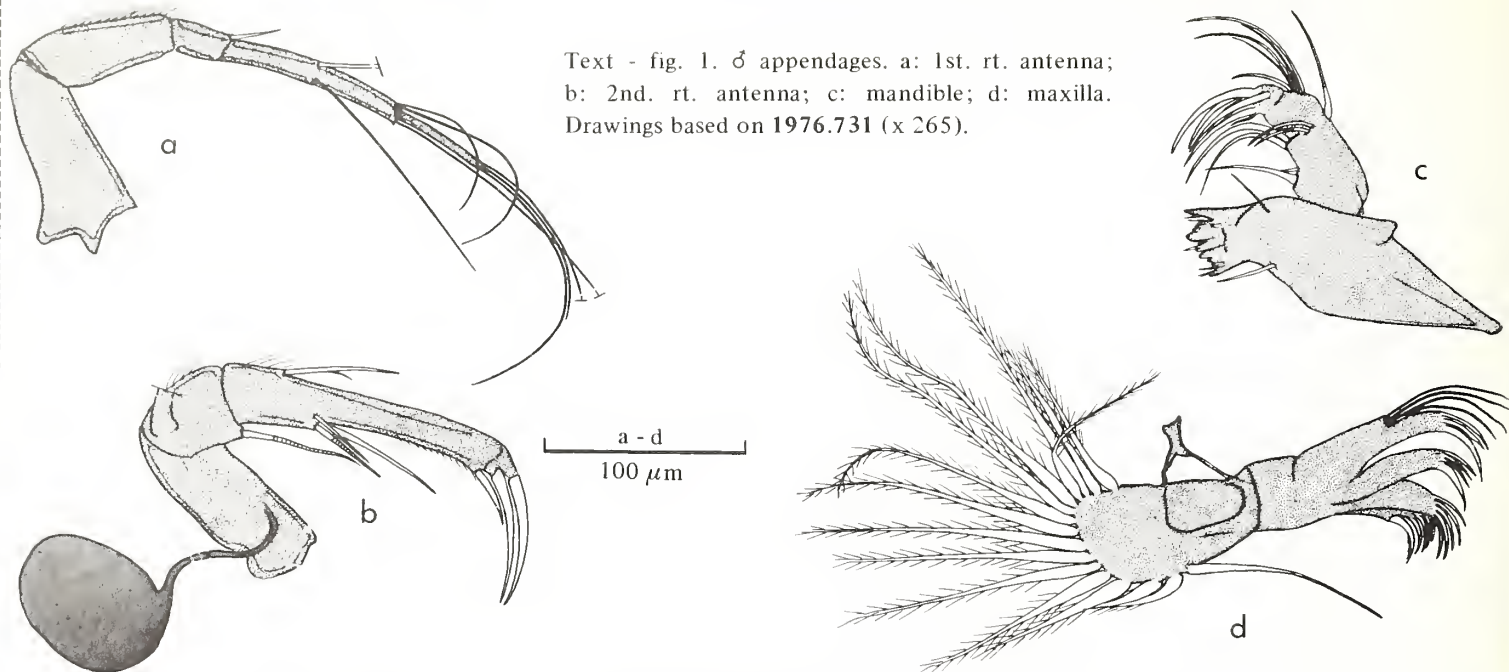 Text - fig. 1. ♂ appendages. a: 1st. rt. antenna;
b: 2nd. rt. antenna; c: mandible; d: maxilla.
Drawings based on 1976.731 (x 265).
a
c
a - d
100 μm
b
d